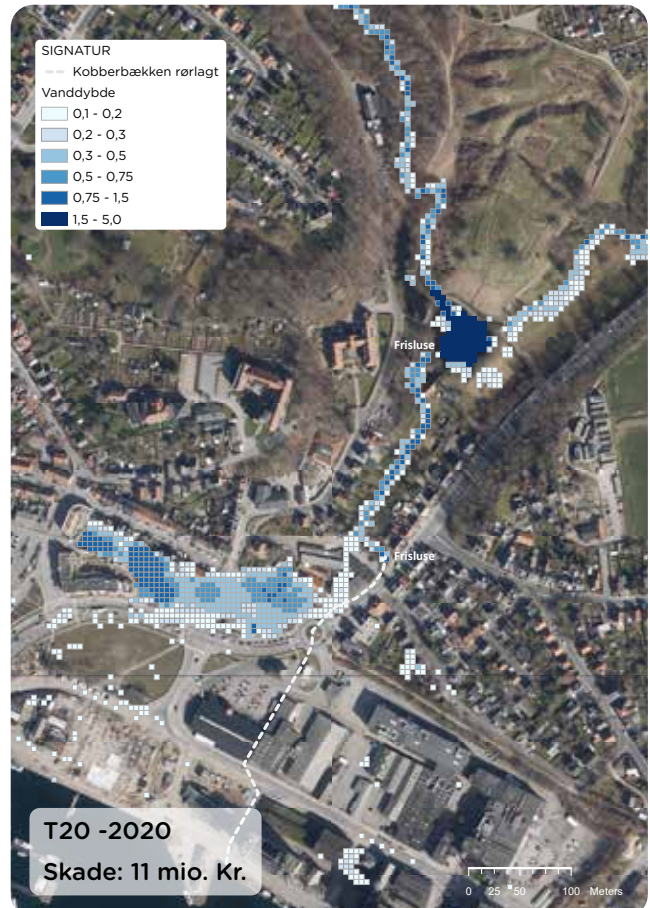 SIGNATUR
Kobberbækken rørlagt
Vanddybde
0,1 - 0,2
0,2 - 0,3
0,3 - 0,5
0,5 - 0,75
0,75 - 1,5
1,5 - 5,0
Frisluse
Frisluse
T20 -2020
Skade: 11 mio. Kr.
0 25 50 100 Meters